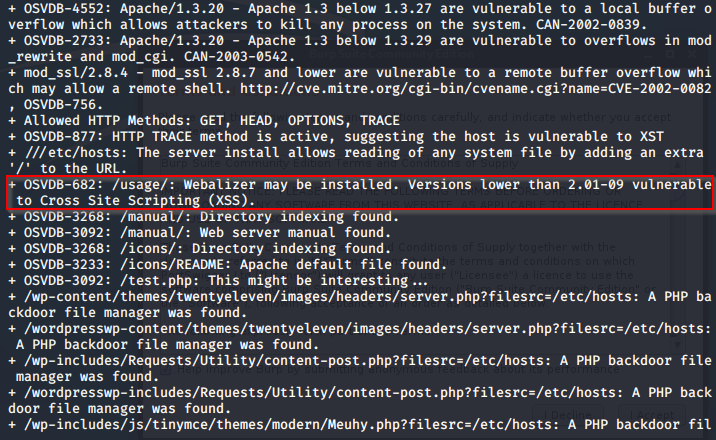 + OSVDB-4552: Apache/1.3.20 - Apache 1.3 below 1.3.27 are vulnerable to a local buffer o
verflow which allows attackers to kill any process on the system. CAN-2002-0839.
+ OSVDB-2733: Apache/1.3.20 - Apache 1.3 below 1.3.29 are vulnerable to overflows in mod
_rewrite and mod_cgi. CAN-2003-0542.
+ mod_ssl/2.8.4 - mod_ssl 2.8.7 and lower are vulnerable to a remote buffer overflow whi
ch may allow a remote shell. http://cve.mitre.org/cgi-bin/cvename.cgi?name=CVE-2002-0082
, OSVDB-756.
+ Allowed HTTP Methods: GET, HEAD, OPTIONS, TRACE
+ OSVDB-877: HTTP TRACE method is active, suggesting the host is vulnerable to XST
+ ///etc/hosts: The server install allows reading of any system file by adding an extra
'/' to the URL.
+ OSVDB-682: /usage/: Webalizer may be installed. Versions lower than 2.01-09 vulnerable
to Cross Site Scripting (XSS).
+ OSVDB-3268: /manual/: Directory indexing found.
+ OSVDB-3092: /manual/: Web server manual found.
+ OSVDB-3268: /icons/: Directory indexing found.
+ OSVDB-3233: /icons/README: Apache default file found.
+ OSVDB-3092: /test.php: This might be interesting...
+ /wp-content/themes/twentyeleven/images/headers/server.php?filesrc=/etc/hosts: A PHP ba
ckdoor file manager was found.
+ /wordpresswp-content/themes/twentyeleven/images/headers/server.php?filesrc=/etc/hosts:
A PHP backdoor file manager was found.
+ /wp-includes/Requests/Utility/content-post.php?filesrc=/etc/hosts: A PHP backdoor file
manager was found.
+ /wordpresswp-includes/Requests/Utility/content-post.php?filesrc=/etc/hosts: A PHP back
door file manager was found.
+ /wp-includes/js/tinymce/themes/modern/Meuhy.php?filesrc=/etc/hosts: A PHP backdoor fil